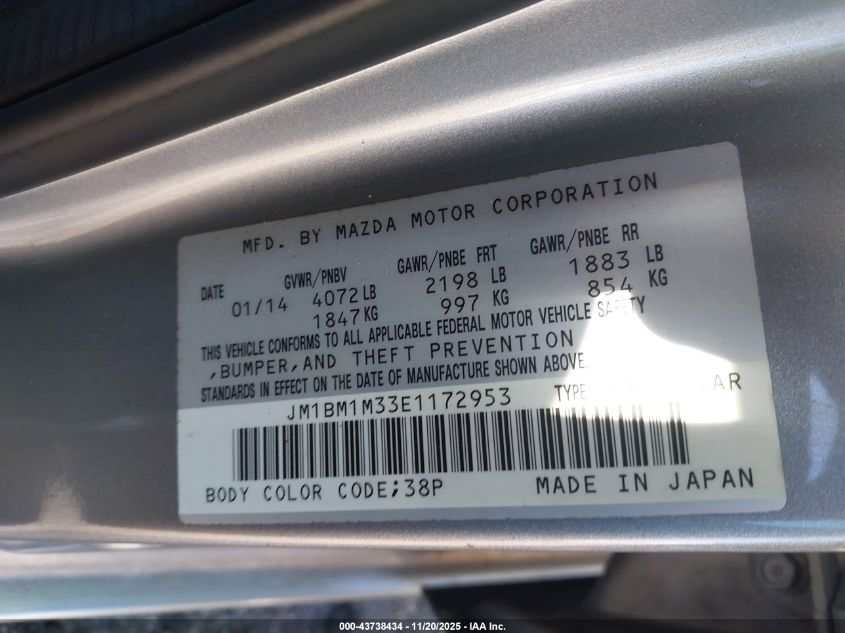 MFD. BY MAZDA MOTOR CORPORATION
DATE GVWR/PNBV GAWR/PNBE FRT GAWR/PNBE RR
01/14 4072 LB 2198 LB 1883 LB
1847 KG 997 KG 854 KG
THIS VEHICLE CONFORMS TO ALL APPLICABLE FEDERAL MOTOR VEHICLE SAFETY
,BUMPER,AND THEFT PREVENTION
STANDARDS IN EFFECT ON THE DATE OF MANUFACTURE SHOWN ABOVE.
JM1BM1M33E1172953 TYPE
BODY COLOR CODE;38P MADE IN JAPAN
000-43738434 - 11/20/2025 - IAA Inc.